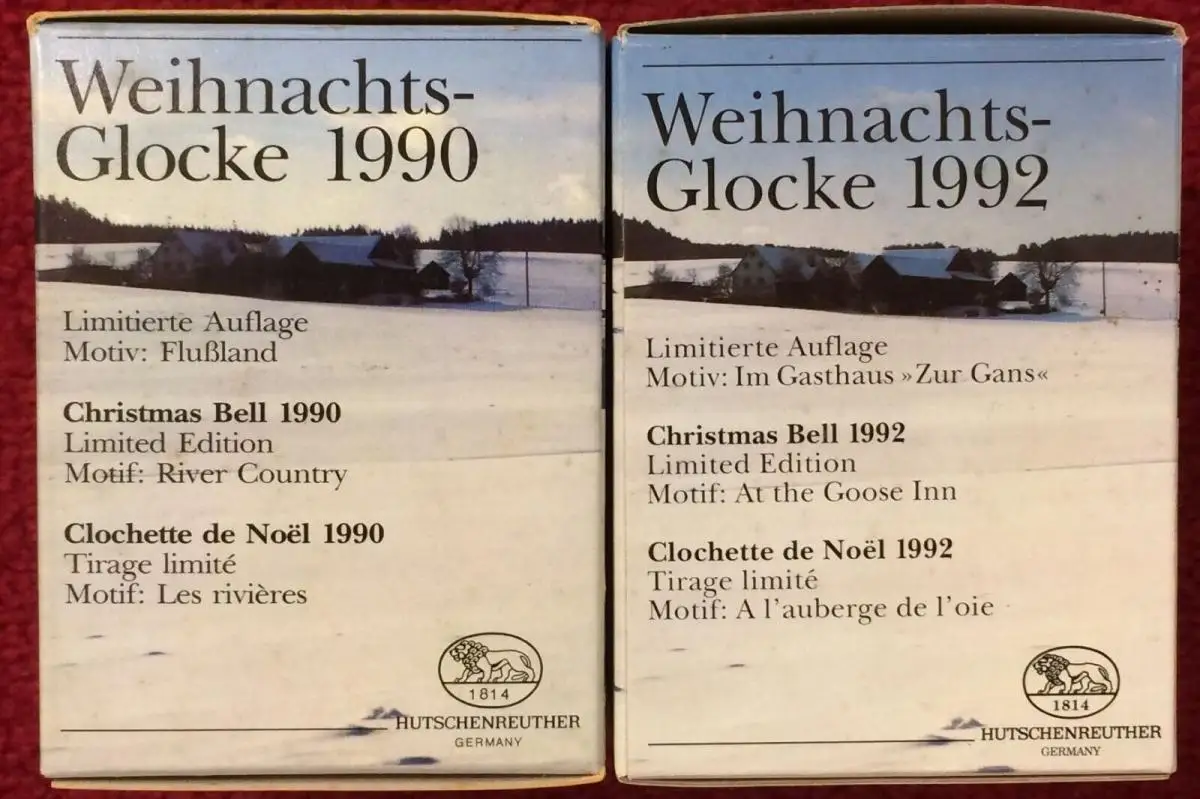 Weihnachts-
Glocke 1990
Limitierte Auflage
Motiv: Flußland
Christmas Bell 1990
Limited Edition
Motif: River Country
Clochette de Noël 1990
Tirage limité
Motif: Les rivières
1814
HUTSCHENREUTHER
GERMANY
Weihnachts-
Glocke 1992
Limitierte Auflage
Motiv: Im Gasthaus »Zur Gans«
Christmas Bell 1992
Limited Edition
Motif: At the Goose Inn
Clochette de Noël 1992
Tirage limité
Motif: A l'auberge de l'oie
1814
HUTSCHENREUTHER
GERMANY